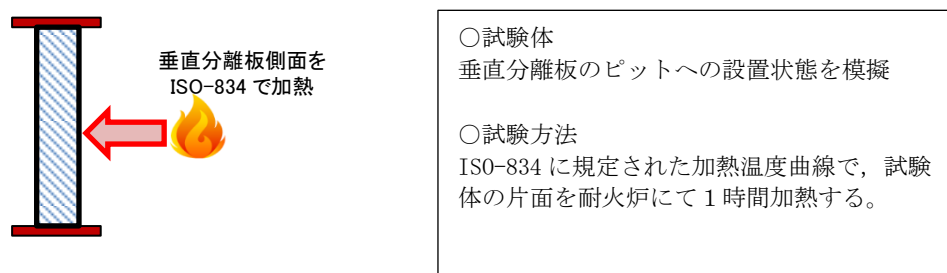 垂直分離板側面を
ISO-834 で加熱
○試験体
垂直分離板のピットへの設置状態を模擬
○試験方法
ISO-834 に規定された加熱温度曲線で，試験
体の片面を耐火炉にて１時間加熱する。